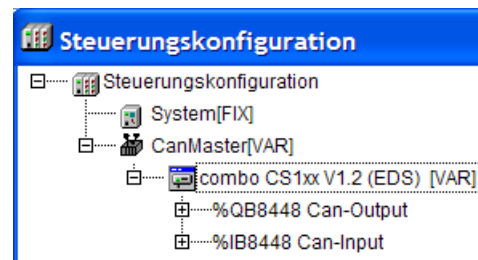 Steuerungskonfiguration
Steuerungskonfiguration
System[FIX]
CanMaster[VAR]
combo CS1xx V1.2 (EDS) [VAR]
%QB8448 Can-Output
%IB8448 Can-Input